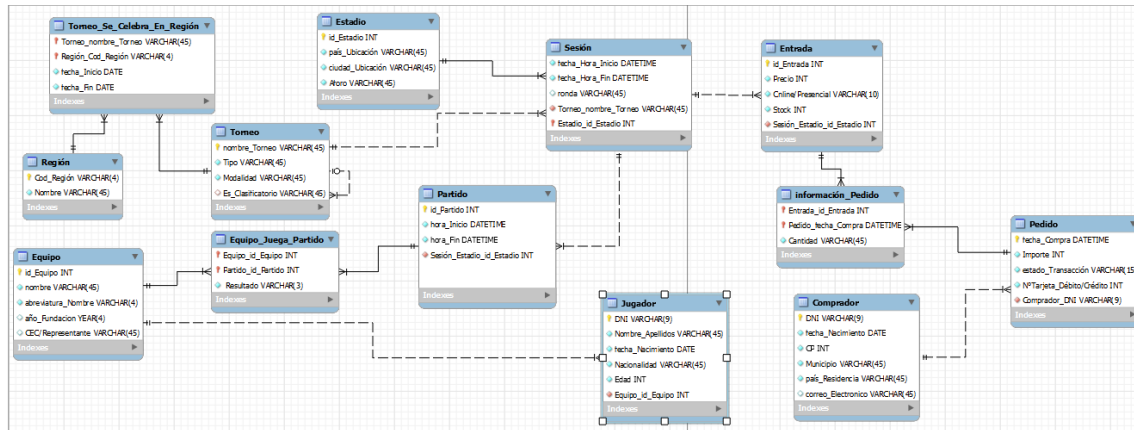 Torneo_Se_Celebra_En_Región
Torneo_nombre_Torneo VARCHAR(45)
Región_Cod_Región VARCHAR(4)
fecha_Inicio DATE
fecha_Fin DATE
Indexes
Estadio
id_Estadio INT
país_Ubicación VARCHAR(45)
ciudad_Ubicación VARCHAR(45)
Aforo VARCHAR(45)
Indexes
Sesión
fecha_Hora_Inicio DATETIME
fecha_Hora_Fin DATETIME
ronda VARCHAR(45)
Torneo_nombre_Torneo VARCHAR(45)
Estadio_id_Estadio INT
Indexes
Entrada
id_Entrada INT
Precio INT
Online/Presencial VARCHAR(10)
Stock INT
Sesión_Estadio_id_Estadio INT
Indexes
Región
Cod_Región VARCHAR(4)
Nombre VARCHAR(45)
Indexes
Torneo
nombre_Torneo VARCHAR(45)
Tipo VARCHAR(45)
Modalidad VARCHAR(45)
Es_Clasificatorio VARCHAR(45)
Indexes
Partido
id_Partido INT
hora_Inicio DATETIME
hora_Fin DATETIME
Sesión_Estadio_id_Estadio INT
Indexes
información_Pedido
Entrada_id_Entrada INT
Pedido_fecha_Compra DATETIME
Cantidad VARCHAR(45)
Indexes
Pedido
fecha_Compra DATETIME
Importe INT
estado_Transacción VARCHAR(15
NºTarjeta_Débito/Crédito INT
Comprador_DNI VARCHAR(9)
Indexes
Equipo
id_Equipo INT
nombre VARCHAR(45)
abreviatura_Nombre VARCHAR(4)
año_Fundacion YEAR(4)
CEC/Representante VARCHAR(45)
Indexes
Equipo_Juega_Partido
Equipo_id_Equipo INT
Partido_id_Partido INT
Resultado VARCHAR(3)
Indexes
Jugador
DNI VARCHAR(9)
Nombre_Apellidos VARCHAR(45)
fecha_Nacimiento DATE
Nacionalidad VARCHAR(45)
Edad INT
Equipo_id_Equipo INT
Indexes
Comprador
DNI VARCHAR(9)
fecha_Nacimiento DATE
CP INT
Municipio VARCHAR(45)
país_Residencia VARCHAR(45)
correo_Electronico VARCHAR(45)
Indexes